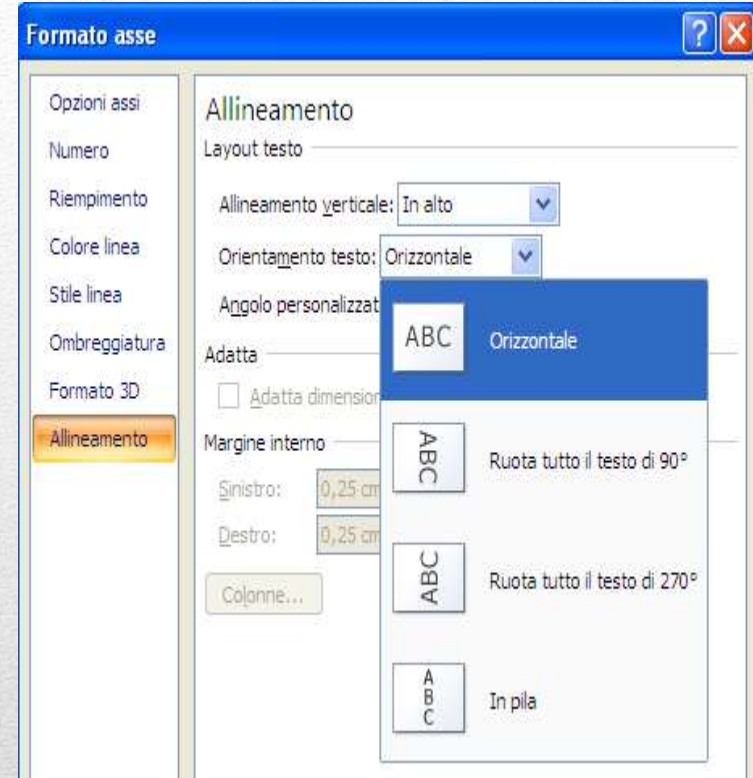 Formato asse
Opzioni assi
Numero
Riempimento
Colore linea
Stile linea
Ombreggiatura
Formato 3D
Allineamento
Allineamento
Layout testo
Allineamento verticale: In alto
Orientamento testo: Orizzontale
Angolo personalizzat
Adatta
Adatta dimension
Margine interno
Sinistro: 0,25 cm
Destro: 0,25 cm
Colonne...
ABC Orizzontale
ABC Ruota tutto il testo di 90°
ABC Ruota tutto il testo di 270°
ABC In pila